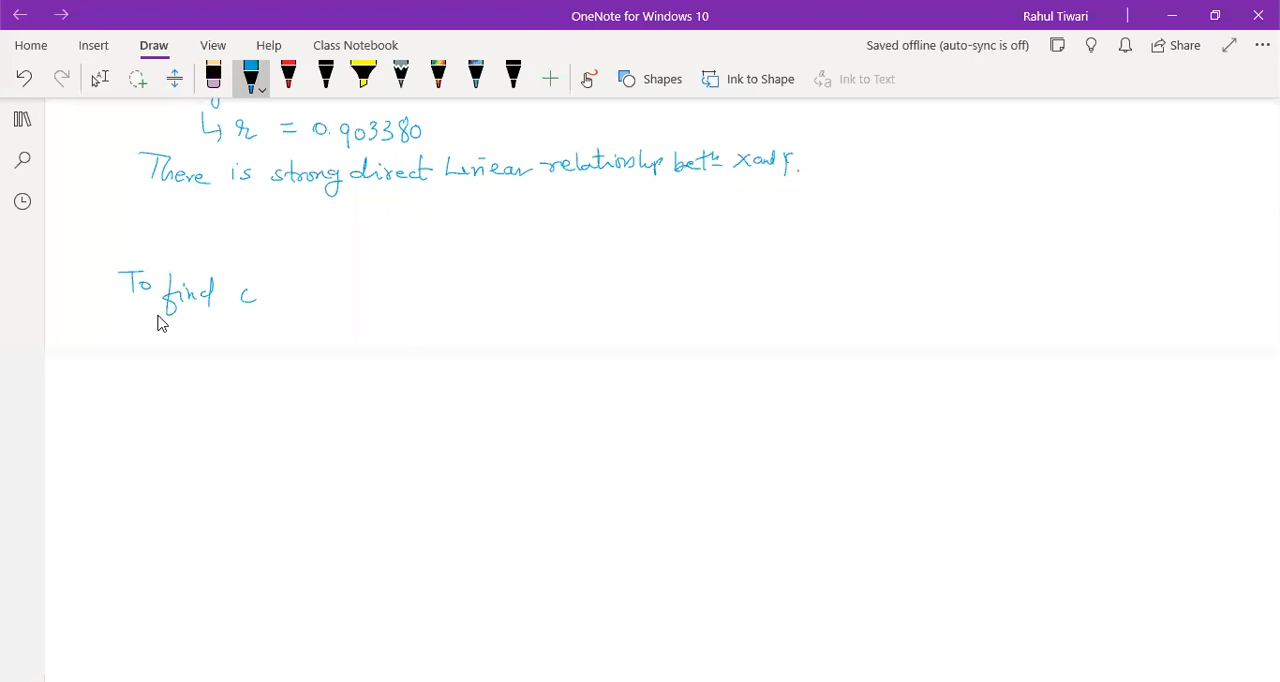 OneNote for Windows 10
Rahul Tiwari
Home Insert Draw View Help Class Notebook
Saved offline (auto-sync is off) Share
Shapes Ink to Shape Ink to Text
↳ r = 0.903380
There is strong direct Linear relationship betn X and Y.
To find c